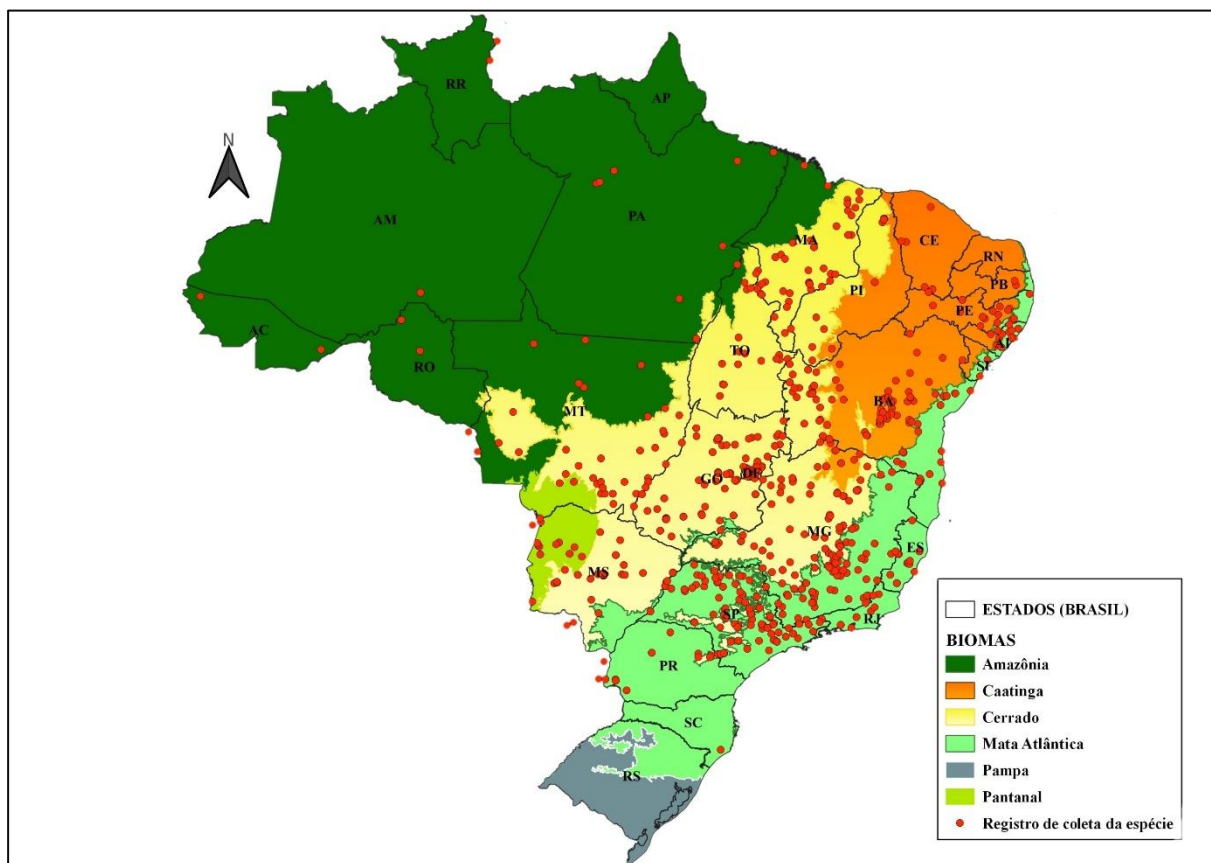 N
RR
AP
AM
PA
MA
CE
RN
PB
PI
PE
AL
SE
AC
RO
TO
BA
MT
GO
DF
MG
ES
MS
SP
RJ
PR
SC
RS
ESTADOS (BRASIL)
BIOMAS
Amazônia
Caatinga
Cerrado
Mata Atlântica
Pampa
Pantanal
Registro de coleta da espécie